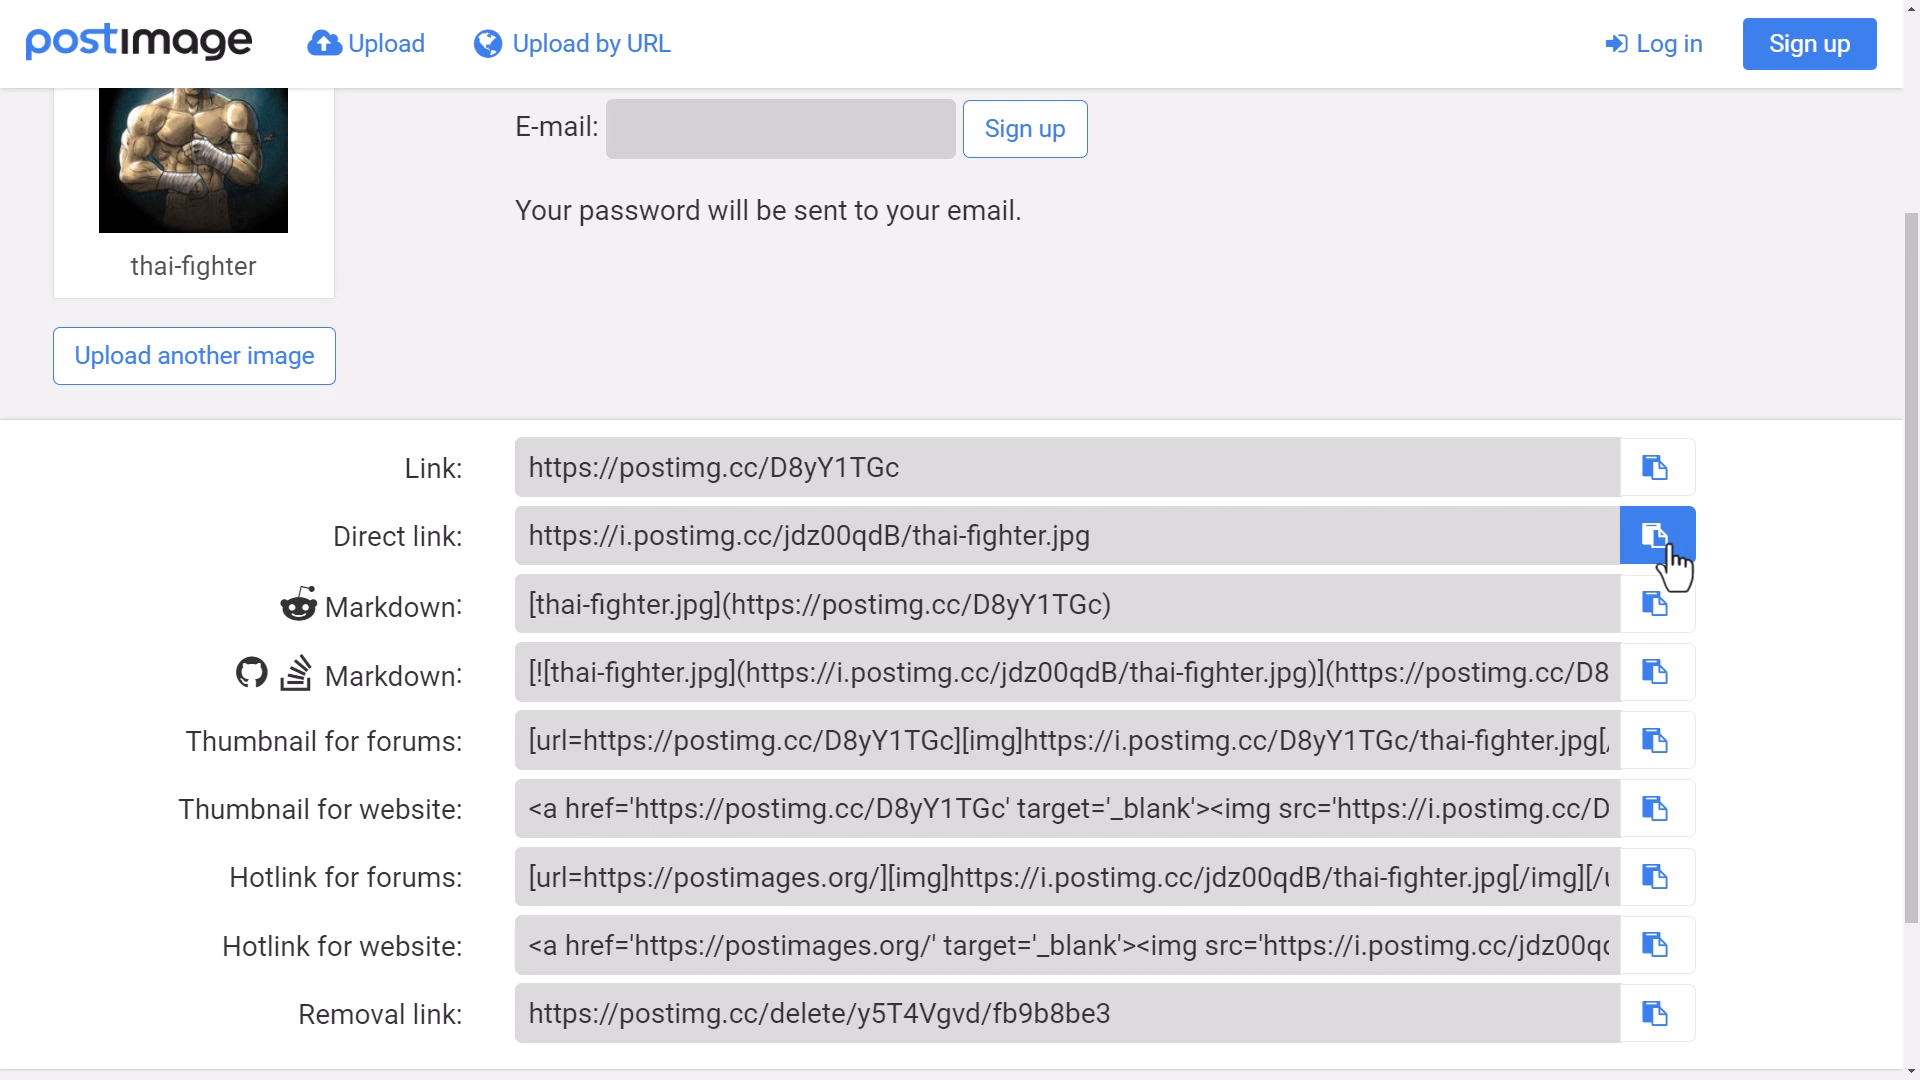 postimage Upload Upload by URL Log in Sign up
E-mail: Sign up
Your password will be sent to your email.
thai-fighter
Upload another image
Link: https://postimg.cc/D8yY1TGc
Direct link: https://i.postimg.cc/jdz00qdB/thai-fighter.jpg
Markdown: [thai-fighter.jpg](https://postimg.cc/D8yY1TGc)
Markdown: [![thai-fighter.jpg](https://i.postimg.cc/jdz00qdB/thai-fighter.jpg)](https://postimg.cc/D8
Thumbnail for forums: [url=https://postimg.cc/D8yY1TGc][img]https://i.postimg.cc/D8yY1TGc/thai-fighter.jpg[/
Thumbnail for website: <a href='https://postimg.cc/D8yY1TGc' target='_blank'><img src='https://i.postimg.cc/D
Hotlink for forums: [url=https://postimages.org/][img]https://i.postimg.cc/jdz00qdB/thai-fighter.jpg[/img][/u
Hotlink for website: <a href='https://postimages.org/' target='_blank'><img src='https://i.postimg.cc/jdz00qd
Removal link: https://postimg.cc/delete/y5T4Vgvd/fb9b8be3